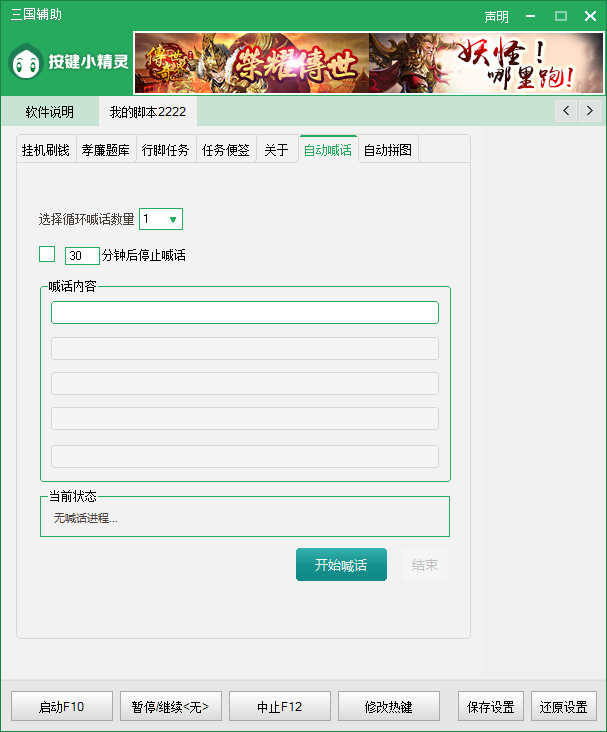 三国辅助 声明
按键小精灵 傳世奇 榮耀傳世 妖怪！
哪里跑！
软件说明 我的脚本2222
挂机刷钱 孝廉题库 行脚任务 任务便签 关于 自动喊话 自动拼图
选择循环喊话数量 1
30 分钟后停止喊话
喊话内容
当前状态
无喊话进程...
开始喊话 结束
启动F10 暂停/继续<无> 中止F12 修改热键 保存设置 还原设置